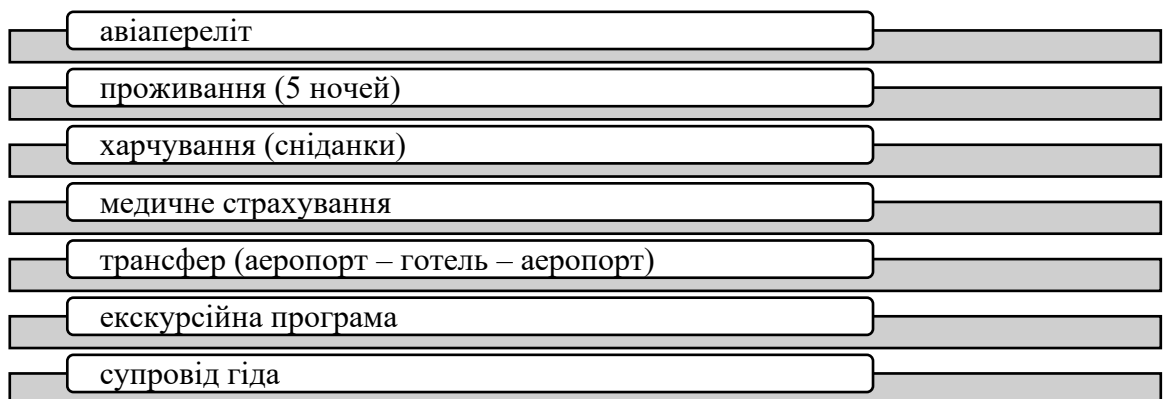 авіапереліт
проживання (5 ночей)
харчування (сніданки)
медичне страхування
трансфер (аеропорт – готель – аеропорт)
екскурсійна програма
супровід гіда